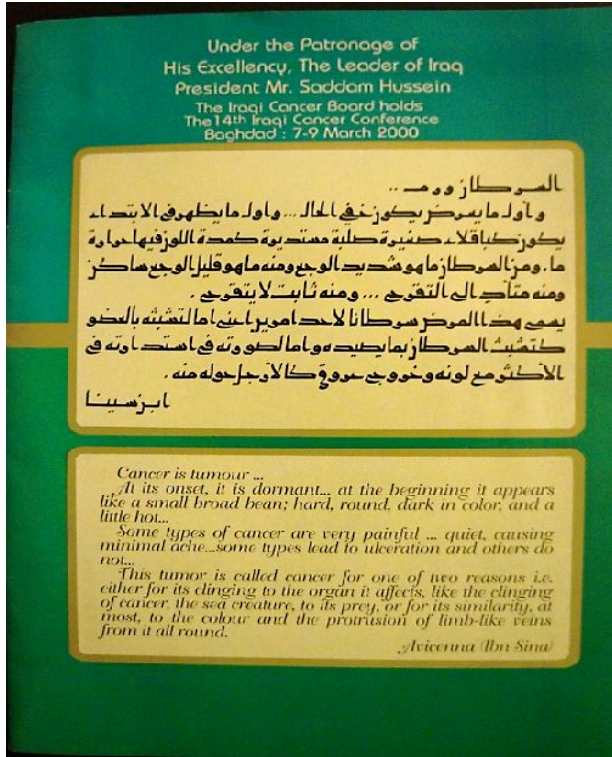 Under the Patronage of
His Excellency, The Leader of Iraq
President Mr. Saddam Hussein
The Iraqi Cancer Board holds
The 14th Iraqi Cancer Conference
Baghdad : 7-9 March 2000
السرطان ورم ..
وأول ما يعرض يكون خفي الحال ... واول ما يظهر في الابتداء
يكون كباقلاء صغيرة صلبة مستديرة كمدة اللون فيها حرارة
ما . ومن السرطان ما هو شديد الوجع ومنه ما هو قليل الوجع ساكن
ومنه متأد الى التقرح ... ومنه ثابت لا يتقرح .
يسمى هذا المرض سرطانا لاحد امرين اعني اما لتشبثه بالعضو
كتشبث السرطان بما يصيده واما لصورته في استدارته في
الأكثر مع لونه وخروج عروق كالأرجل حوله منه .
ابن سينا
Cancer is tumour ...
At its onset, it is dormant... at the beginning it appears
like a small broad bean; hard, round, dark in color, and a
little hot...
Some types of cancer are very painful ... quiet, causing
minimal ache...some types lead to ulceration and others do
not...
This tumor is called cancer for one of two reasons i.e.
either for its clinging to the organ it affects, like the clinging
of cancer, the sea creature, to its prey, or for its similarity, at
most, to the colour and the protrusion of limb-like veins
from it all round.
Avicenna (Ibn Sina)